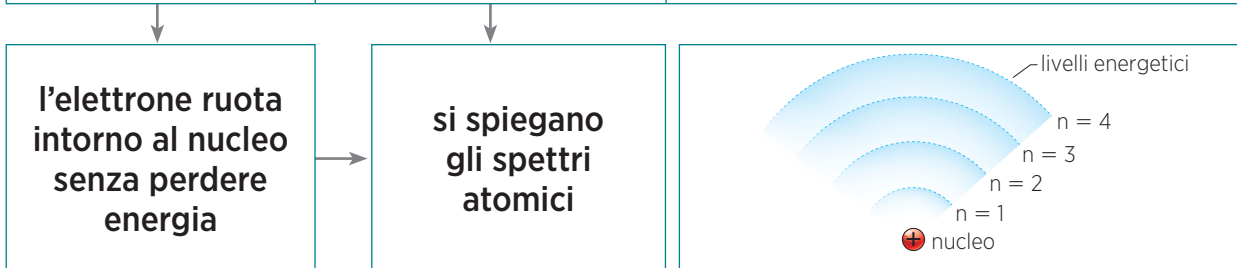 l'elettrone ruota
intorno al nucleo
senza perdere
energia
si spiegano
gli spettri
atomici
livelli energetici
n = 4
n = 3
n = 2
n = 1
+
nucleo